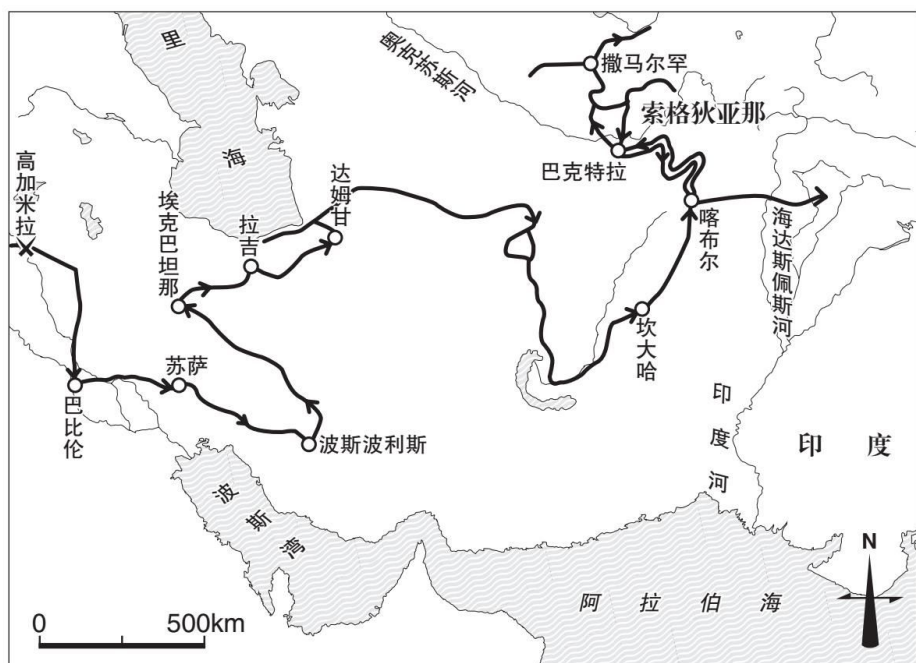 里
海
奥克苏斯河
撒马尔罕
索格狄亚那
巴克特拉
高加米拉
埃克巴坦那
拉吉
达姆甘
喀布尔
海达斯佩斯河
坎大哈
苏萨
巴比伦
波斯波利斯
印度河
印 度
波斯湾
阿拉伯海
N
0 500km